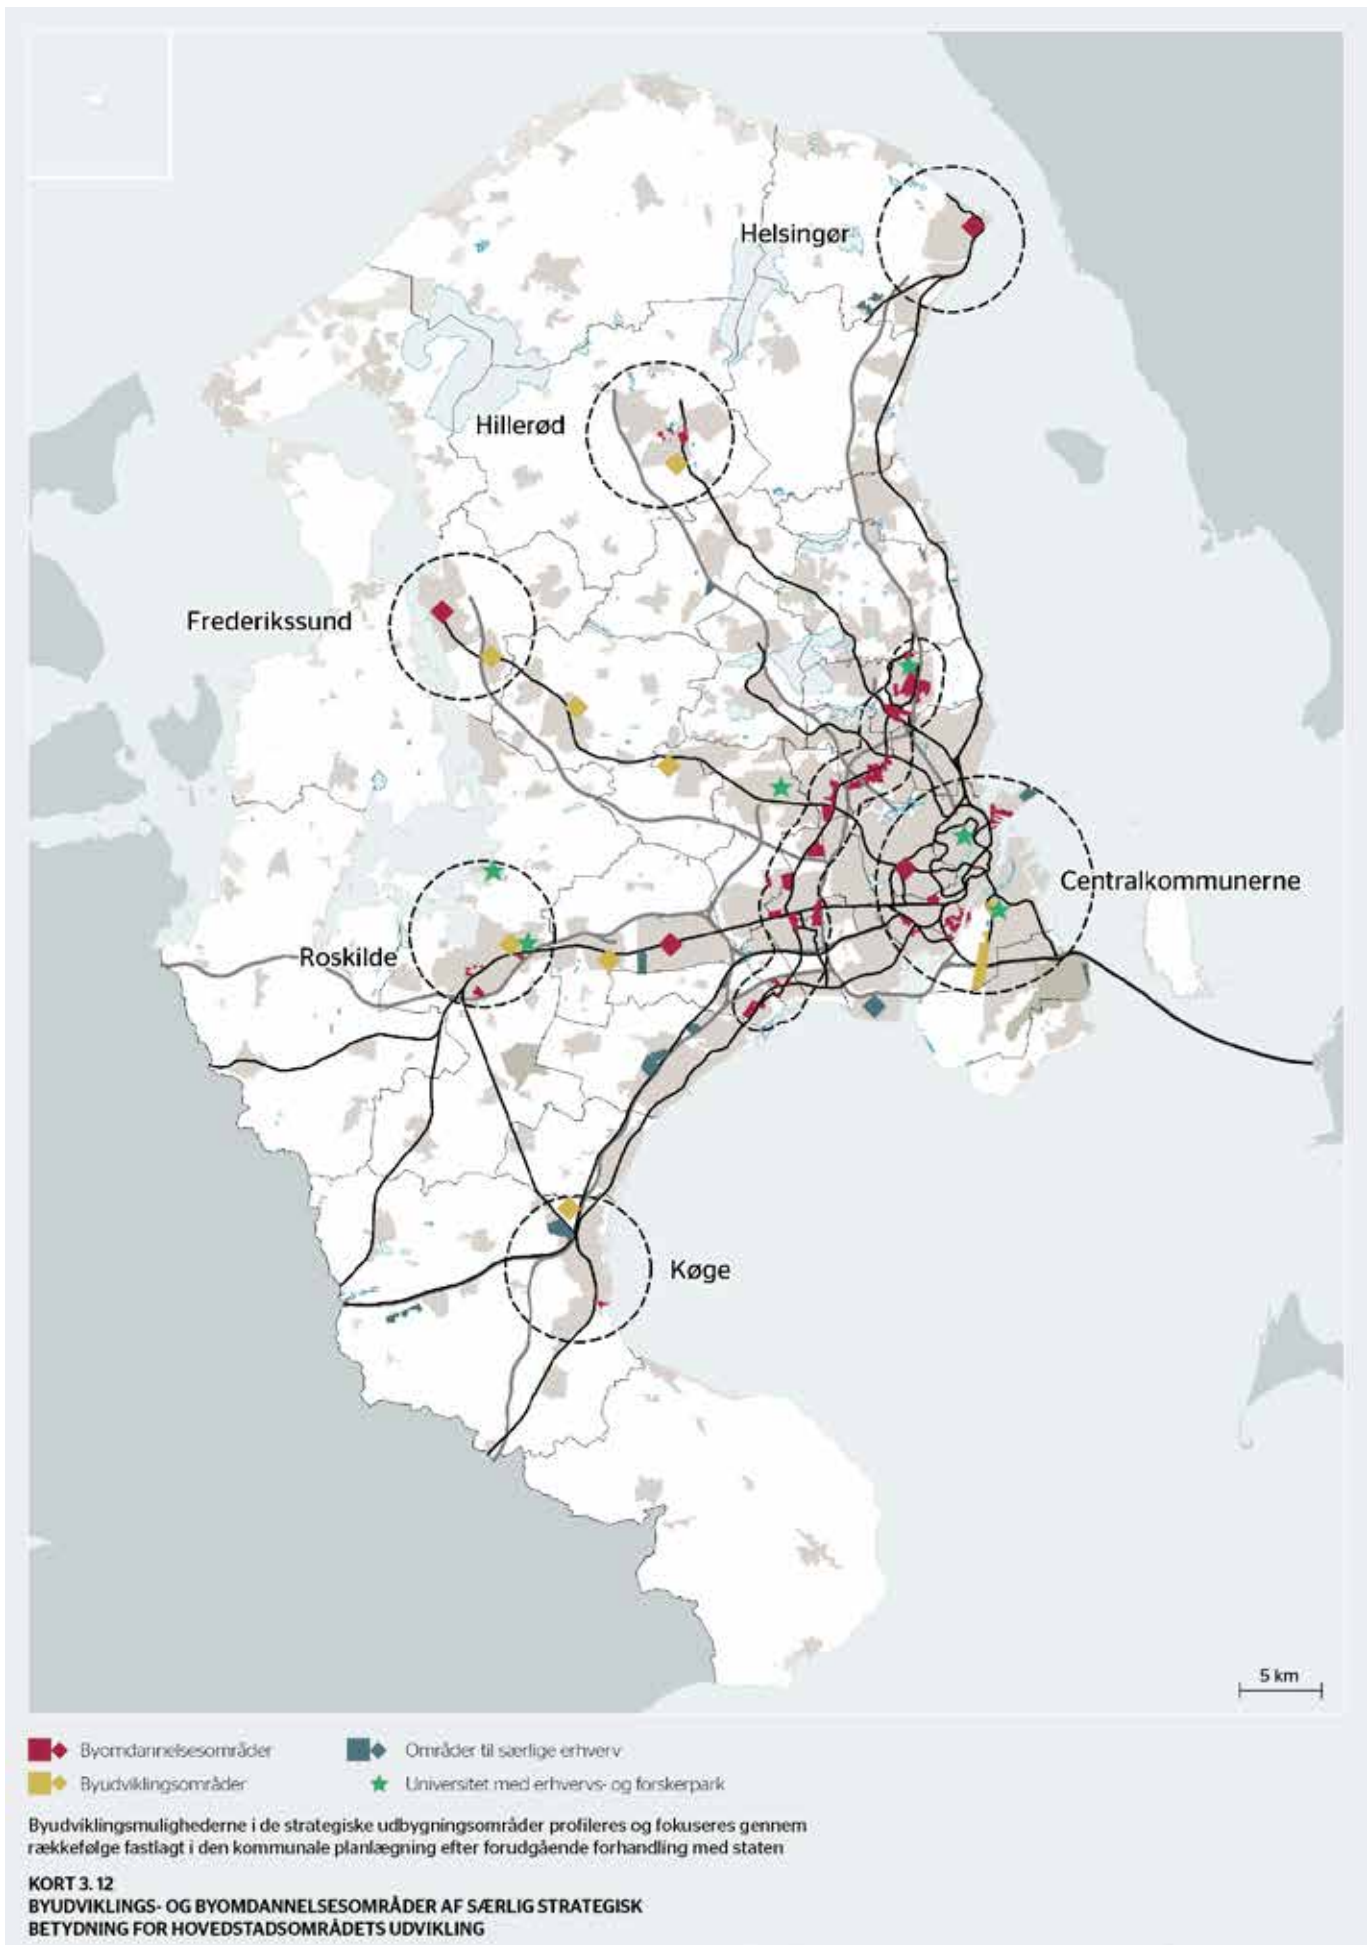 Helsingør
Hillerød
Frederikssund
Centralkommunerne
Roskilde
Køge
5 km
Byomdannelsesområder
Områder til særlige erhverv
Byudviklingsområder
Universitet med erhvervs- og forskerpark
Byudviklingsmulighederne i de strategiske udbygningsområder profileres og fokuseres gennem
rækkefølge fastlagt i den kommunale planlægning efter forudgående forhandling med staten
KORT 3.12
BYUDVIKLINGS- OG BYOMDANNELSESOMRÅDER AF SÆRLIG STRATEGISK
BETYDNING FOR HOVEDSTADSOMRÅDETS UDVIKLING